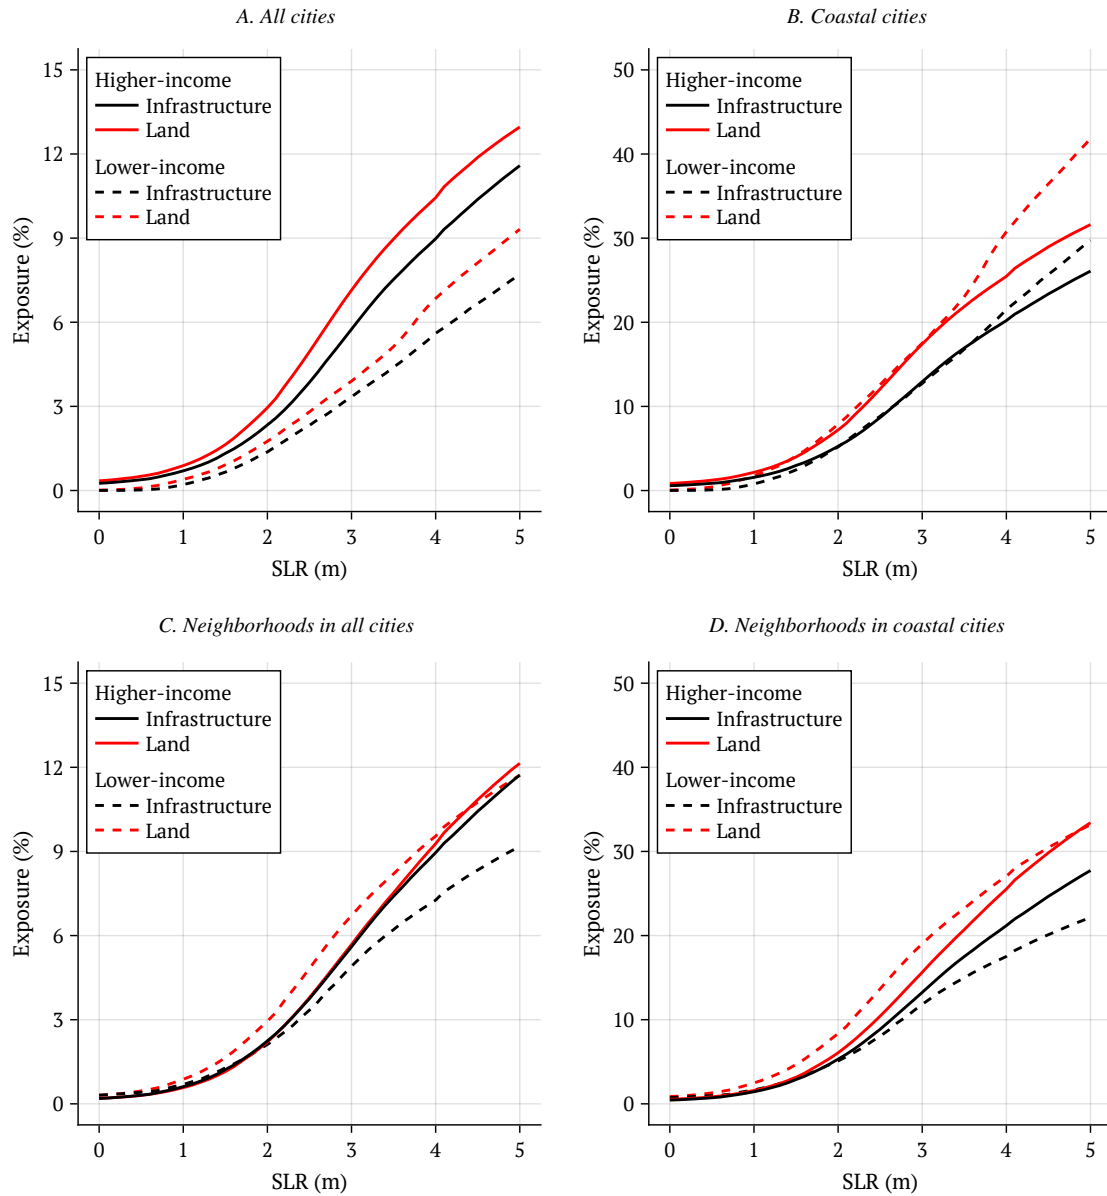 A. All cities
15
12
9
6
3
0
Exposure (%)
Higher-income
Infrastructure
Land
Lower-income
Infrastructure
Land
0 1 2 3 4 5
SLR (m)
B. Coastal cities
50
40
30
20
10
0
Exposure (%)
Higher-income
Infrastructure
Land
Lower-income
Infrastructure
Land
0 1 2 3 4 5
SLR (m)
C. Neighborhoods in all cities
15
12
9
6
3
0
Exposure (%)
Higher-income
Infrastructure
Land
Lower-income
Infrastructure
Land
0 1 2 3 4 5
SLR (m)
D. Neighborhoods in coastal cities
50
40
30
20
10
0
Exposure (%)
Higher-income
Infrastructure
Land
Lower-income
Infrastructure
Land
0 1 2 3 4 5
SLR (m)